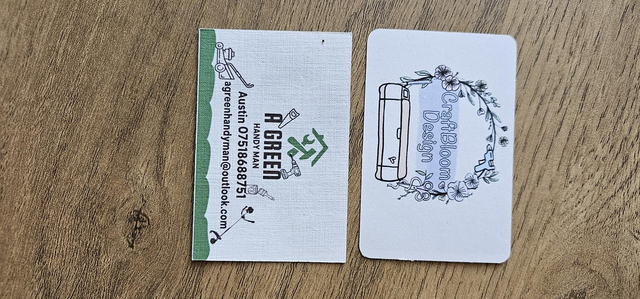 A GREEN
HANDY MAN
Austin 07518688751
agreenhandyman@outlook.com
CraftBloom
Design